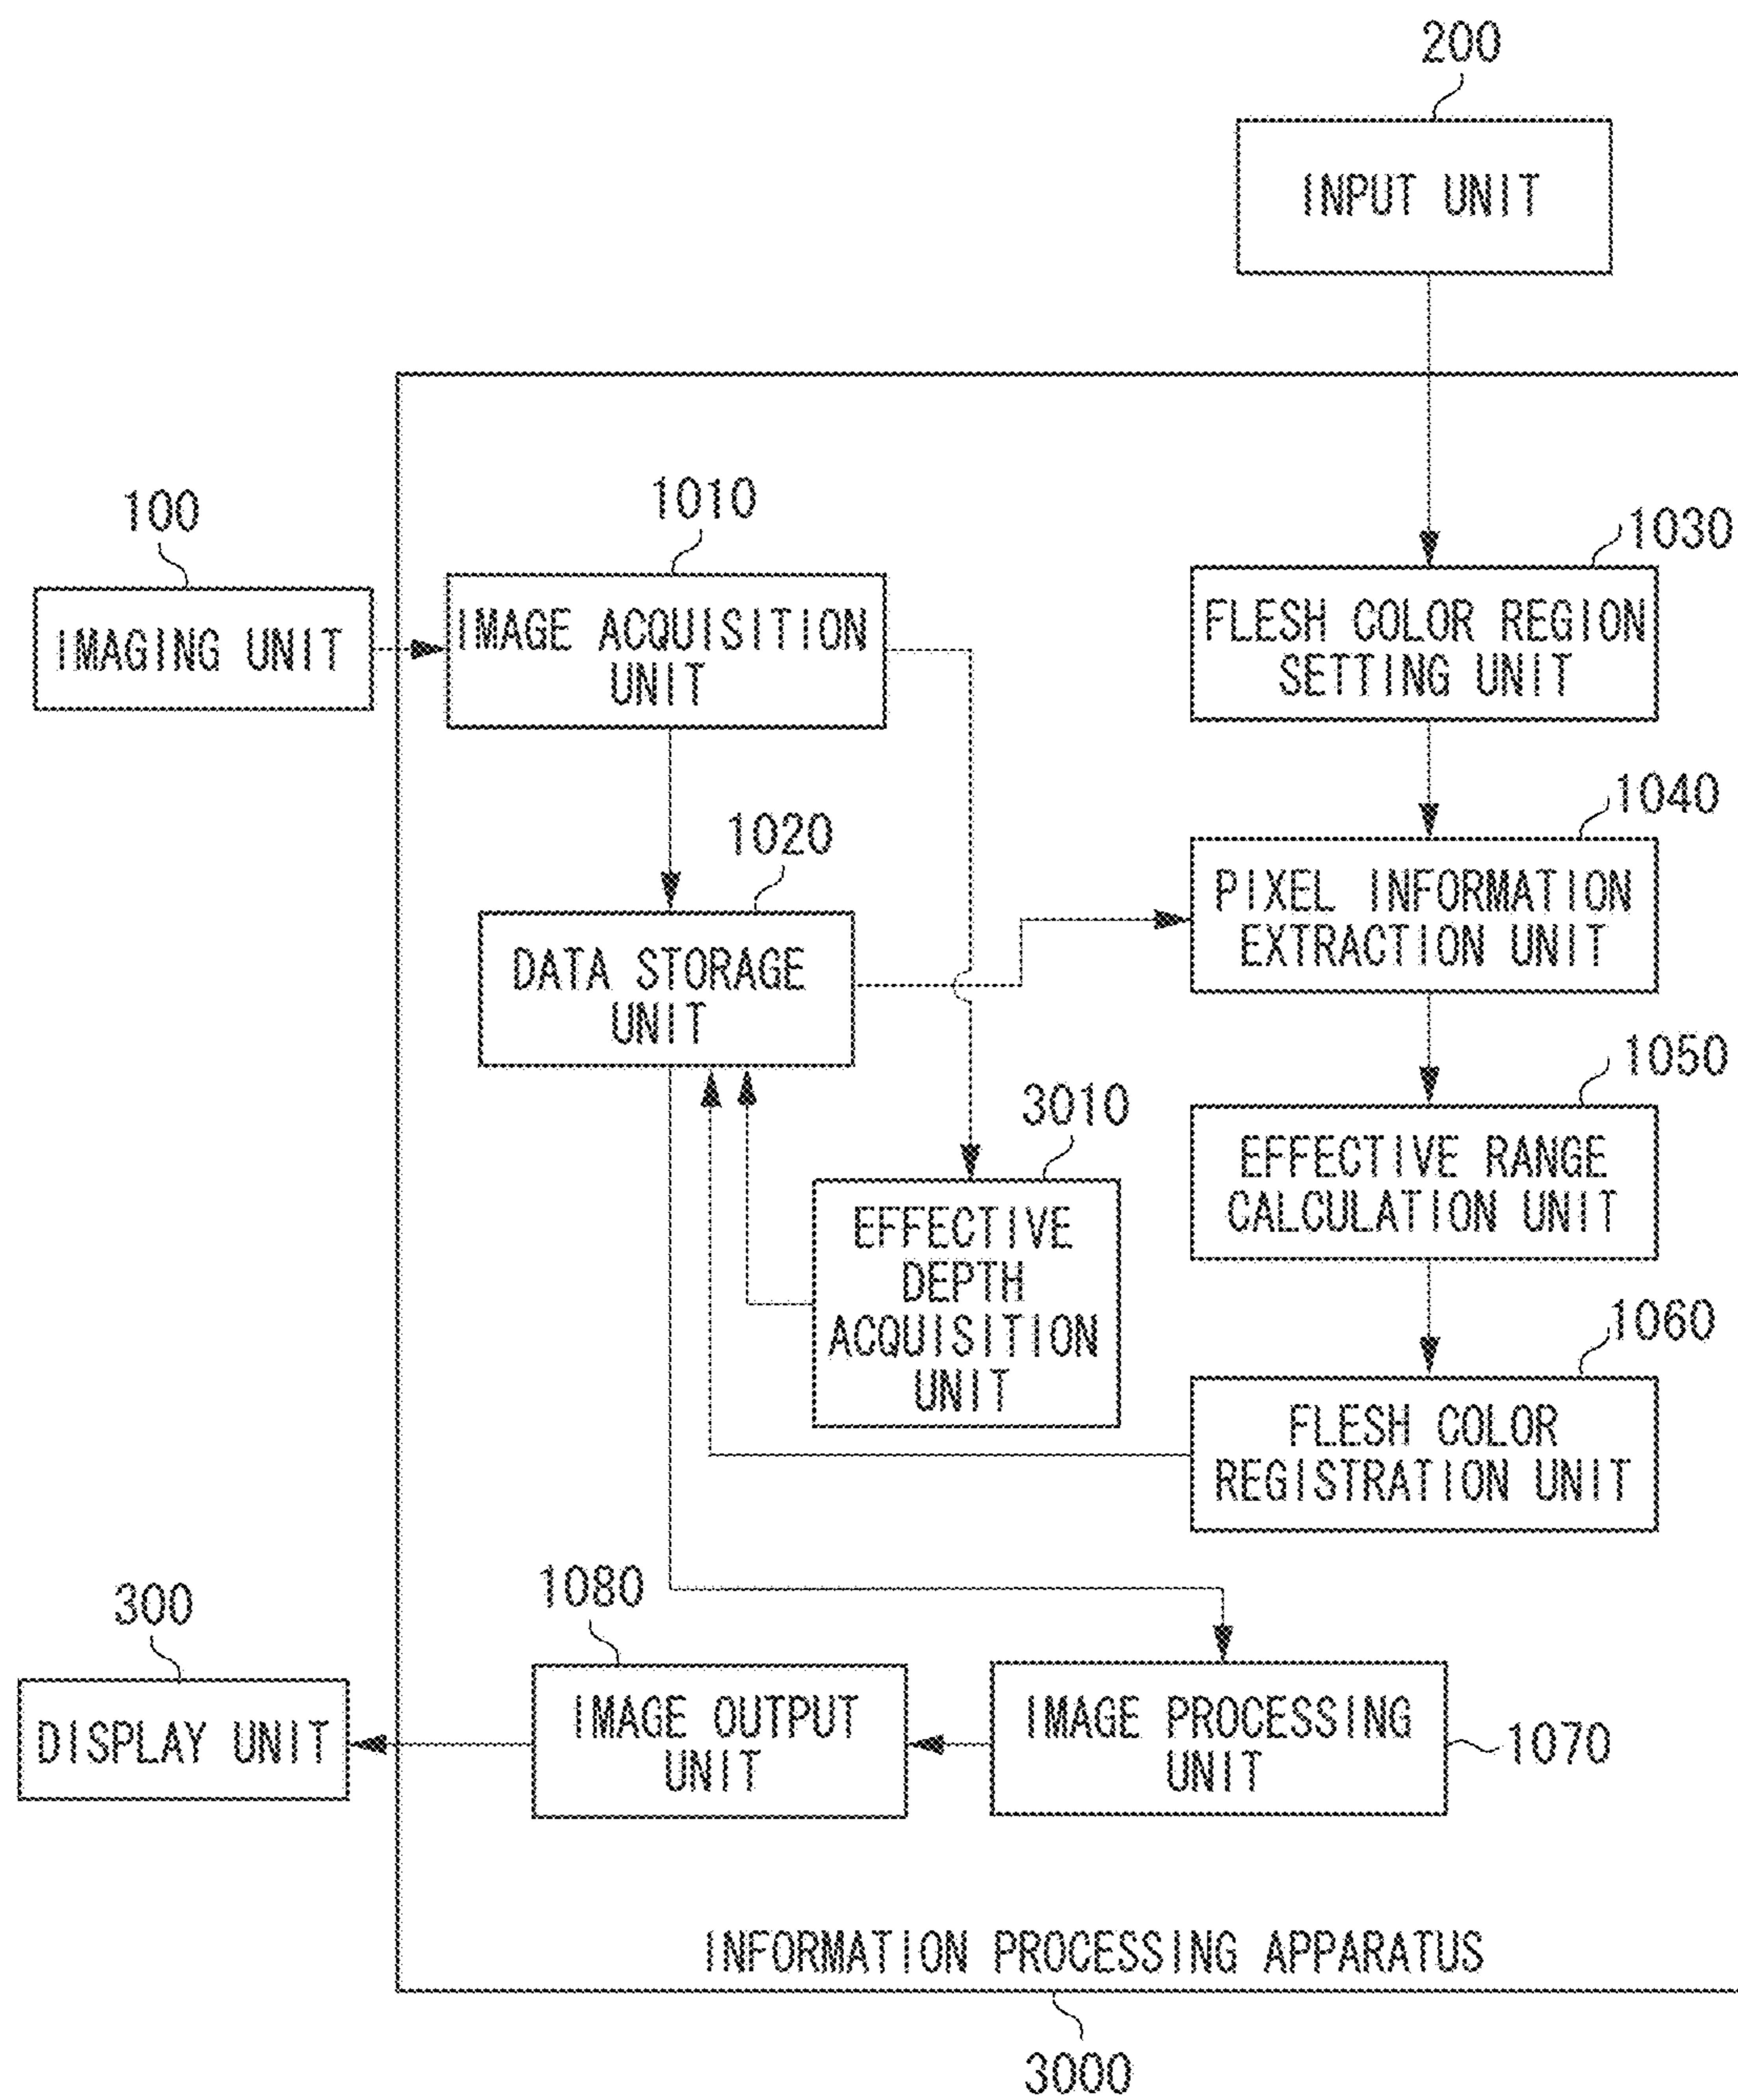 200
INPUT UNIT
100
1010
1030
IMAGING UNIT
IMAGE ACQUISITION
UNIT
FLESH COLOR REGION
SETTING UNIT
1020
1040
DATA STORAGE
UNIT
PIXEL INFORMATION
EXTRACTION UNIT
3010
1050
EFFECTIVE
DEPTH
ACQUISITION
UNIT
EFFECTIVE RANGE
CALCULATION UNIT
1060
FLESH COLOR
REGISTRATION UNIT
300
1080
DISPLAY UNIT
IMAGE OUTPUT
UNIT
IMAGE PROCESSING
UNIT
1070
INFORMATION PROCESSING APPARATUS
3000